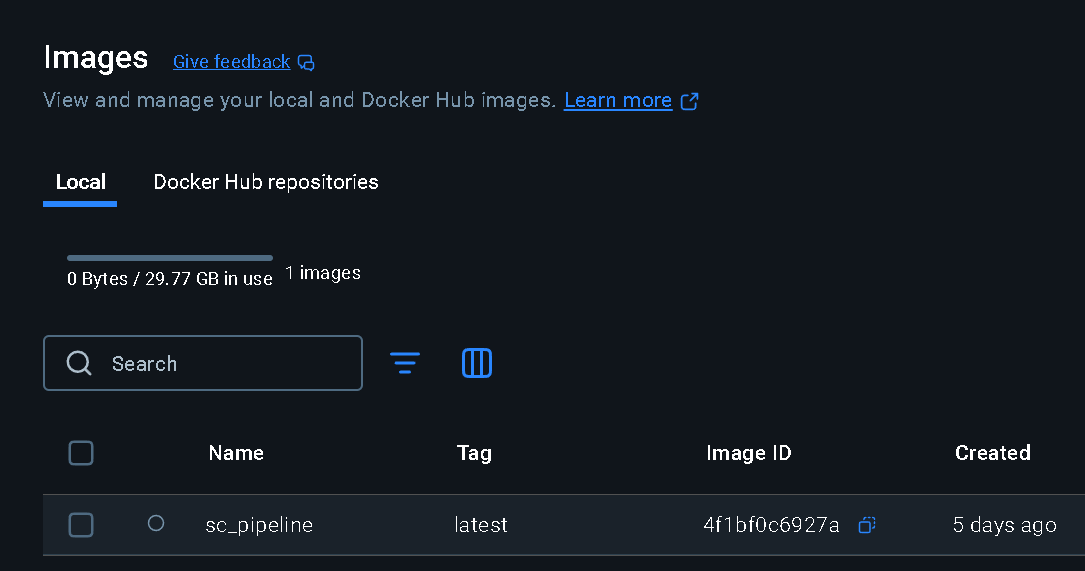 Images Give feedback
View and manage your local and Docker Hub images. Learn more
Local Docker Hub repositories
0 Bytes / 29.77 GB in use 1 images
Search
Name Tag Image ID Created
sc_pipeline latest 4f1bf0c6927a 5 days ago